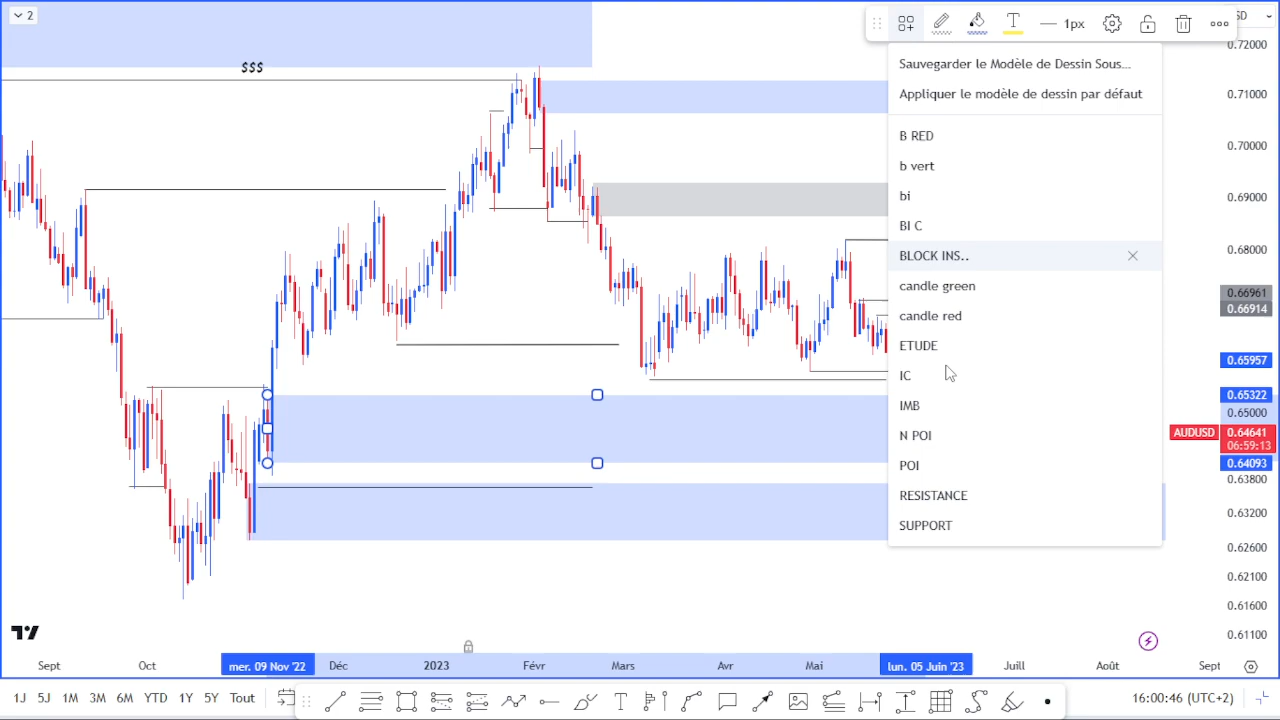 2
$$$
1px
SD
Sauvegarder le Modèle de Dessin Sous...
Appliquer le modèle de dessin par défaut
B RED
b vert
bi
BI C
BLOCK INS..
candle green
candle red
ETUDE
IC
IMB
N POI
POI
RESISTANCE
SUPPORT
0.72000
0.71000
0.70000
0.69000
0.68000
0.66961
0.66914
0.65957
0.65322
0.65000
AUDUSD 0.64641
06:59:13
0.64093
0.63800
0.63200
0.62600
0.62100
0.61600
0.61100
Sept Oct mer. 09 Nov '22 Déc 2023 Févr Mars Avr Mai lun. 05 Juin '23 Juill Août Sept
1J 5J 1M 3M 6M YTD 1Y 5Y Tout
16:00:46 (UTC+2)